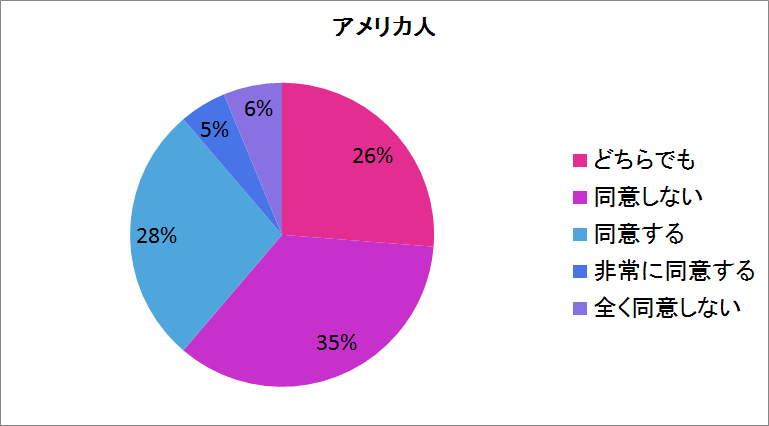 アメリカ人
6%
5%
26%
28%
35%
どちらでも
同意しない
同意する
非常に同意する
全く同意しない